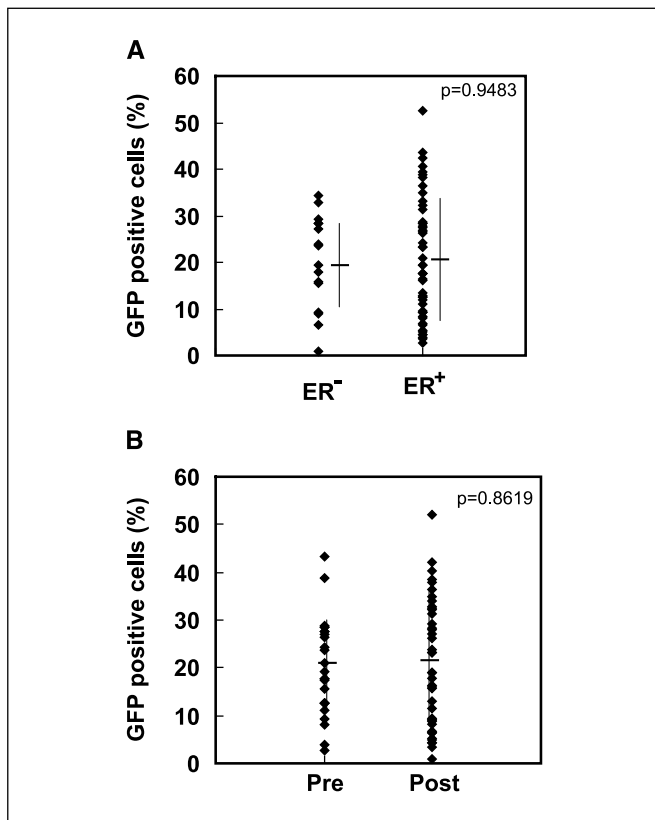 A
GFP positive cells (%)
60
50
40
30
20
10
0
p=0.9483
ER⁻ ER⁺
B
GFP positive cells (%)
60
50
40
30
20
10
0
p=0.8619
Pre Post